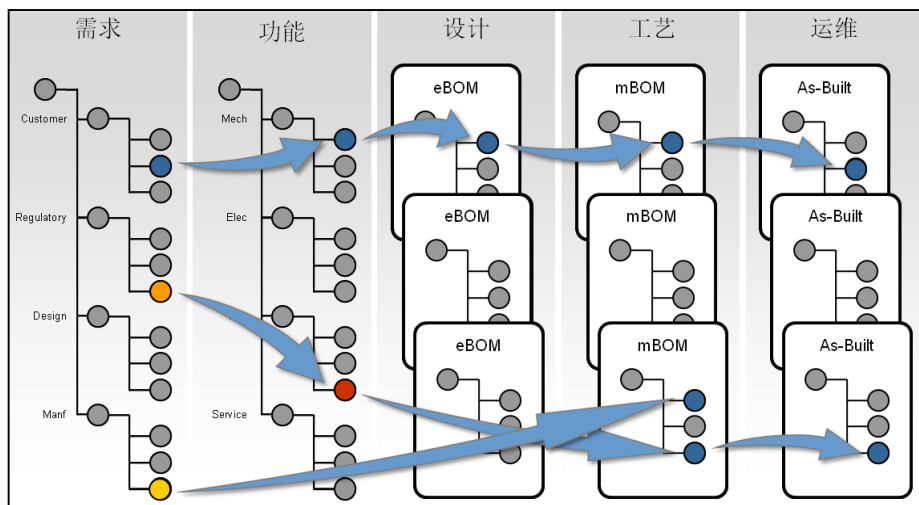 需求
功能
设计
工艺
运维
Customer
Regulatory
Design
Manf
Mech
Elec
Service
eBOM
eBOM
eBOM
mBOM
mBOM
mBOM
As-Built
As-Built
As-Built